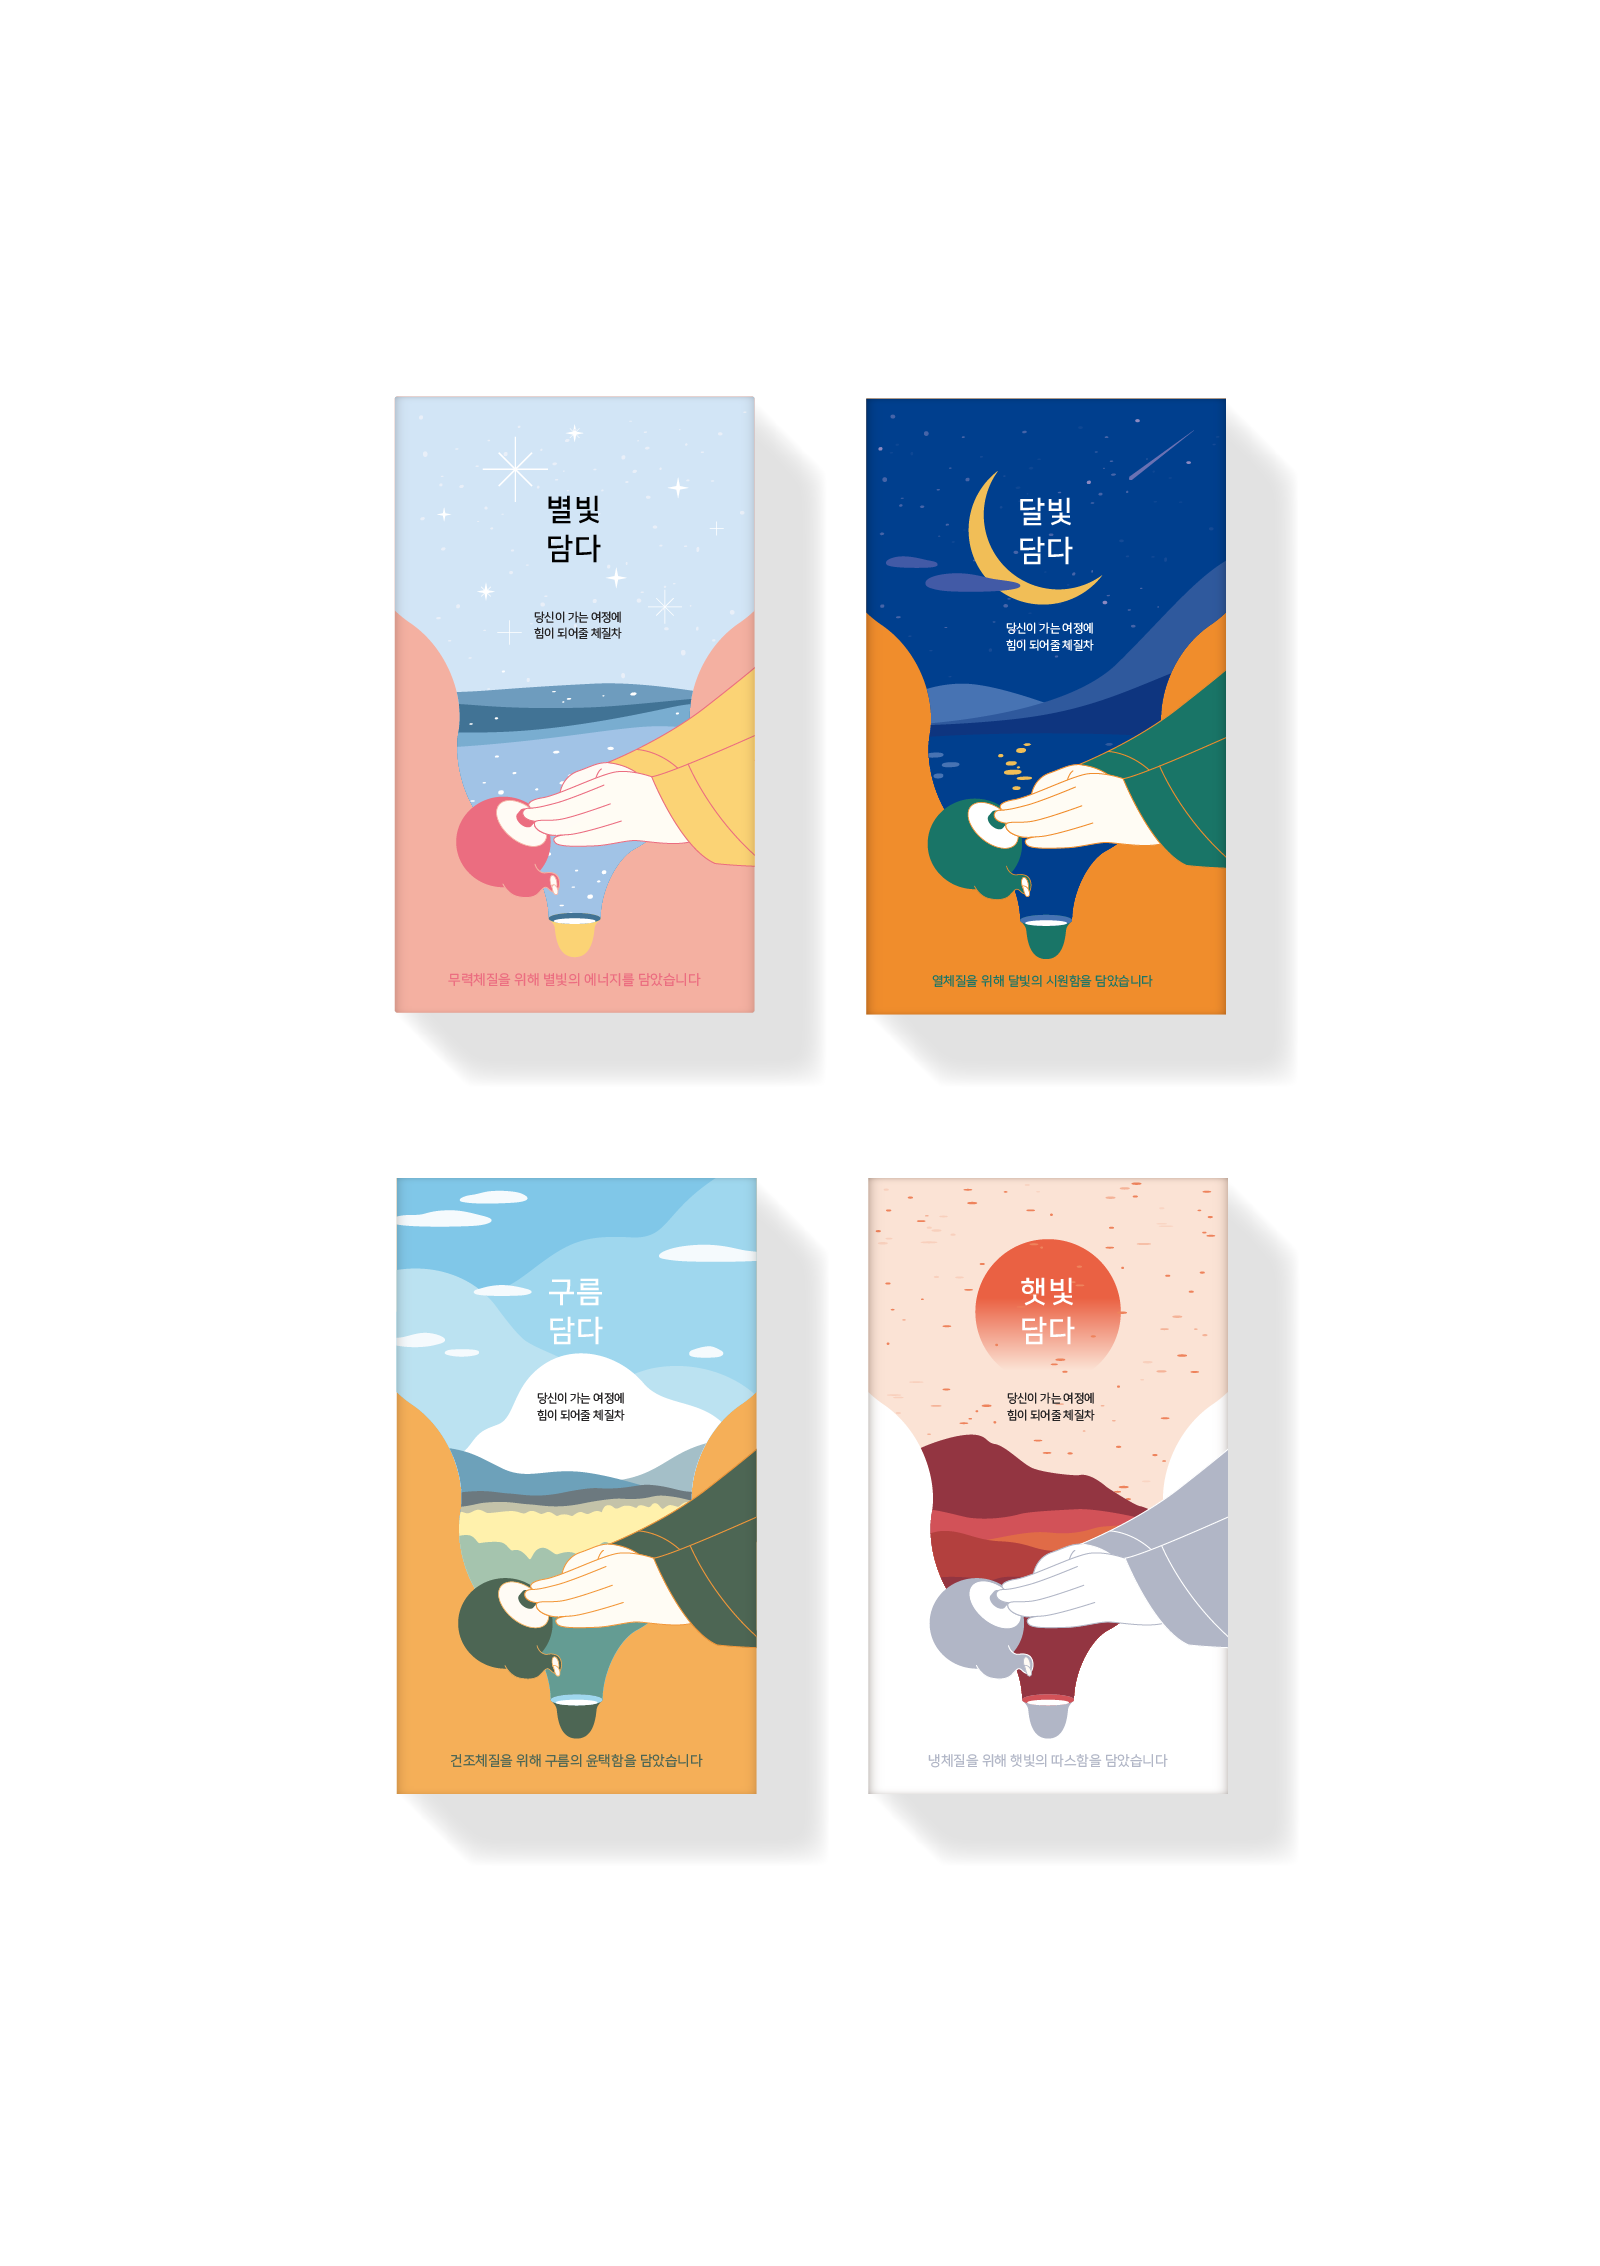 별빛
담다
당신이 가는 여정에
힘이 되어줄 체질차
무력체질을 위해 별빛의 에너지를 담았습니다
달빛
담다
당신이 가는 여정에
힘이 되어줄 체질차
열체질을 위해 달빛의 시원함을 담았습니다
구름
담다
당신이 가는 여정에
힘이 되어줄 체질차
건조체질을 위해 구름의 윤택함을 담았습니다
햇빛
담다
당신이 가는 여정에
힘이 되어줄 체질차
냉체질을 위해 햇빛의 따스함을 담았습니다